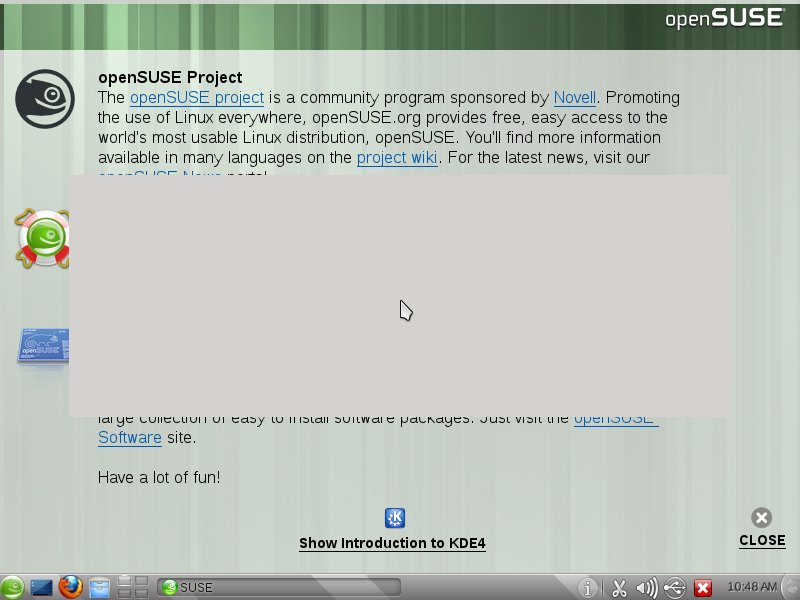 openSUSE
openSUSE Project
The openSUSE project is a community program sponsored by Novell. Promoting
the use of Linux everywhere, openSUSE.org provides free, easy access to the
world's most usable Linux distribution, openSUSE. You'll find more information
available in many languages on the project wiki. For the latest news, visit our
openSUSE News portal
openSUSE
large collection of easy to install software packages. Just visit the openSUSE
Software site.
Have a lot of fun!
Show Introduction to KDE4
CLOSE
SUSE
10:48 AM